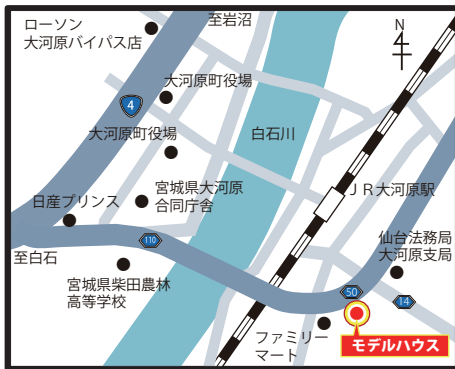 ローソン
大河原バイパス店
至岩沼
N
大河原町役場
4
大河原町役場
白石川
宮城県大河原
合同庁舎
JR大河原駅
日産プリンス
110
仙台法務局
大河原支局
至白石
宮城県柴田農林
高等学校
50
14
ファミリー
マート
モデルハウス